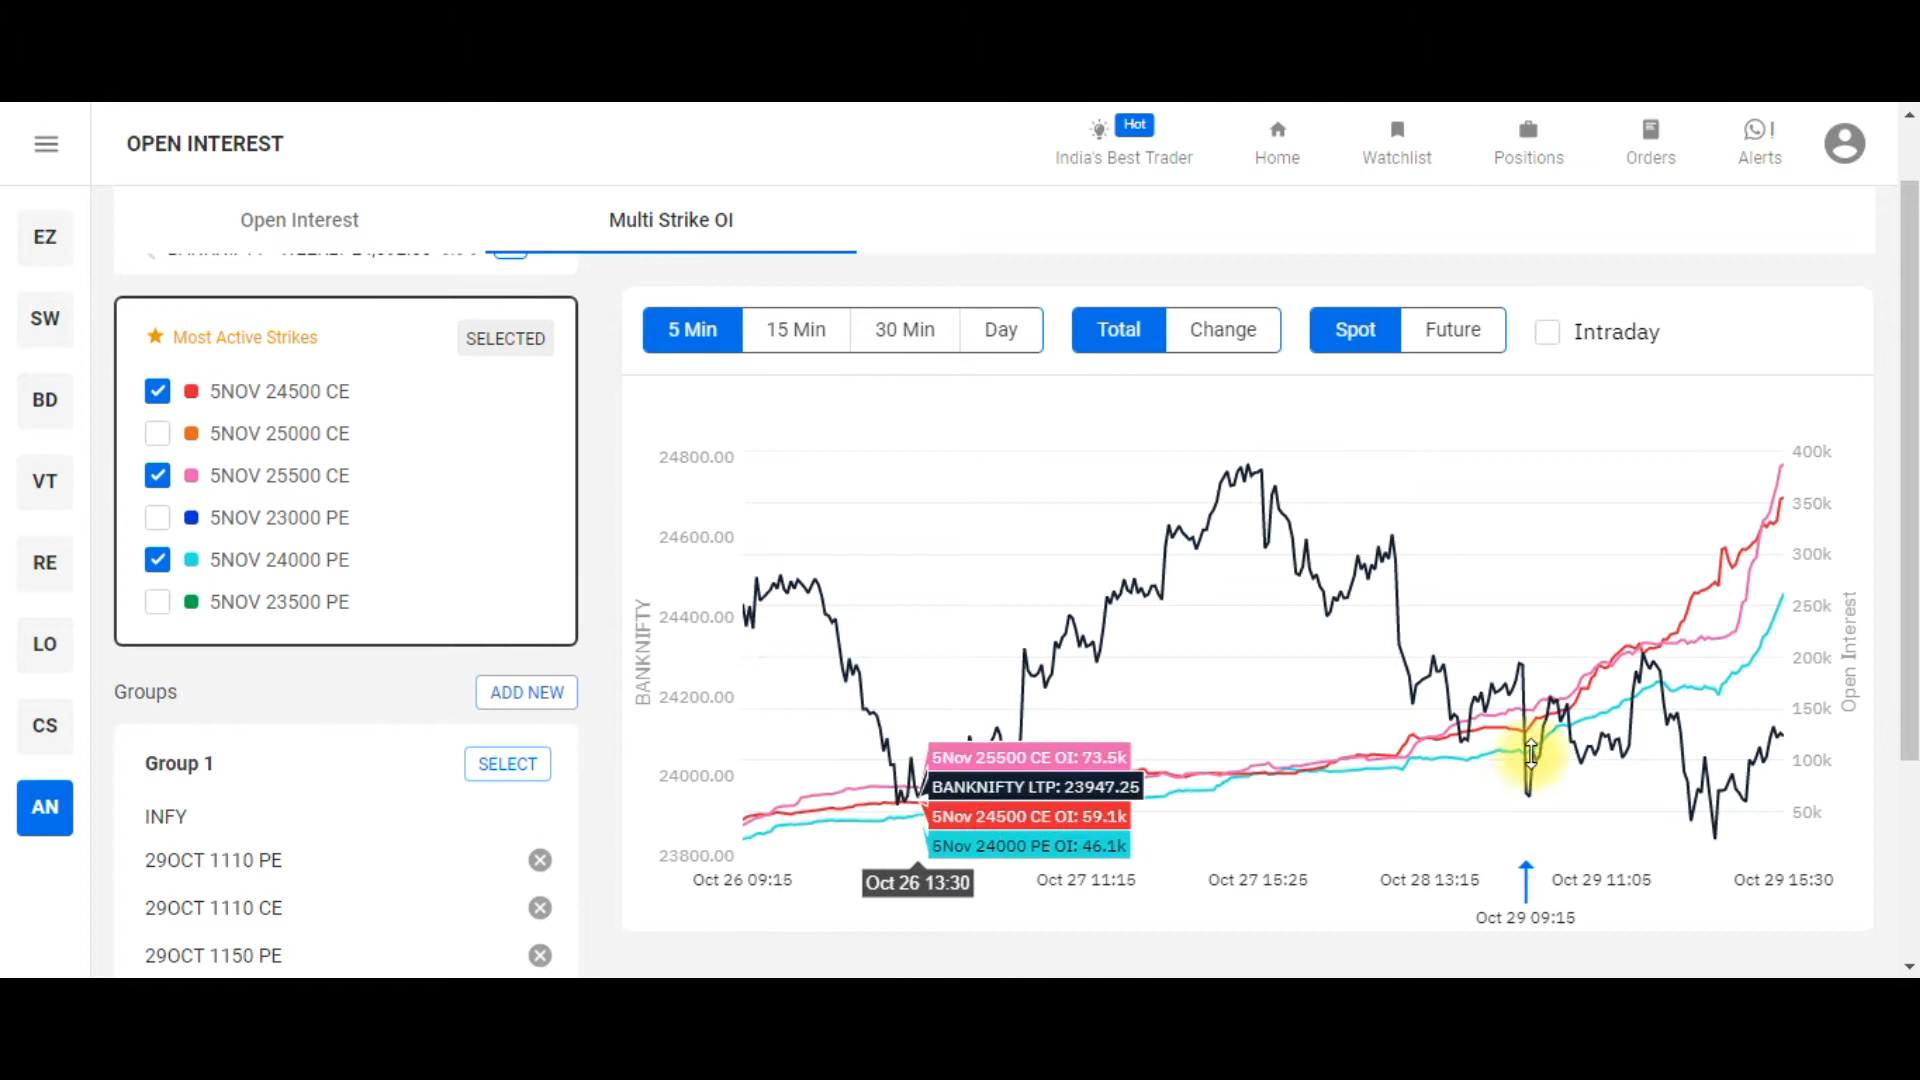 OPEN INTEREST
Hot
India's Best Trader
Home
Watchlist
Positions
Orders
!
Alerts
EZ
SW
BD
VT
RE
LO
CS
AN
Open Interest
Multi Strike OI
Most Active Strikes
SELECTED
5NOV 24500 CE
5NOV 25000 CE
5NOV 25500 CE
5NOV 23000 PE
5NOV 24000 PE
5NOV 23500 PE
Groups
ADD NEW
Group 1
SELECT
INFY
29OCT 1110 PE
29OCT 1110 CE
29OCT 1150 PE
5 Min 15 Min 30 Min Day
Total Change
Spot Future
Intraday
24800.00
24600.00
24400.00
24200.00
24000.00
23800.00
BANKNIFTY
400k
350k
300k
250k
200k
150k
100k
50k
Open Interest
5Nov 25500 CE OI: 73.5k
BANKNIFTY LTP: 23947.25
5Nov 24500 CE OI: 59.1k
5Nov 24000 PE OI: 46.1k
Oct 26 09:15
Oct 26 13:30
Oct 27 11:15
Oct 27 15:25
Oct 28 13:15
Oct 29 11:05
Oct 29 15:30
Oct 29 09:15